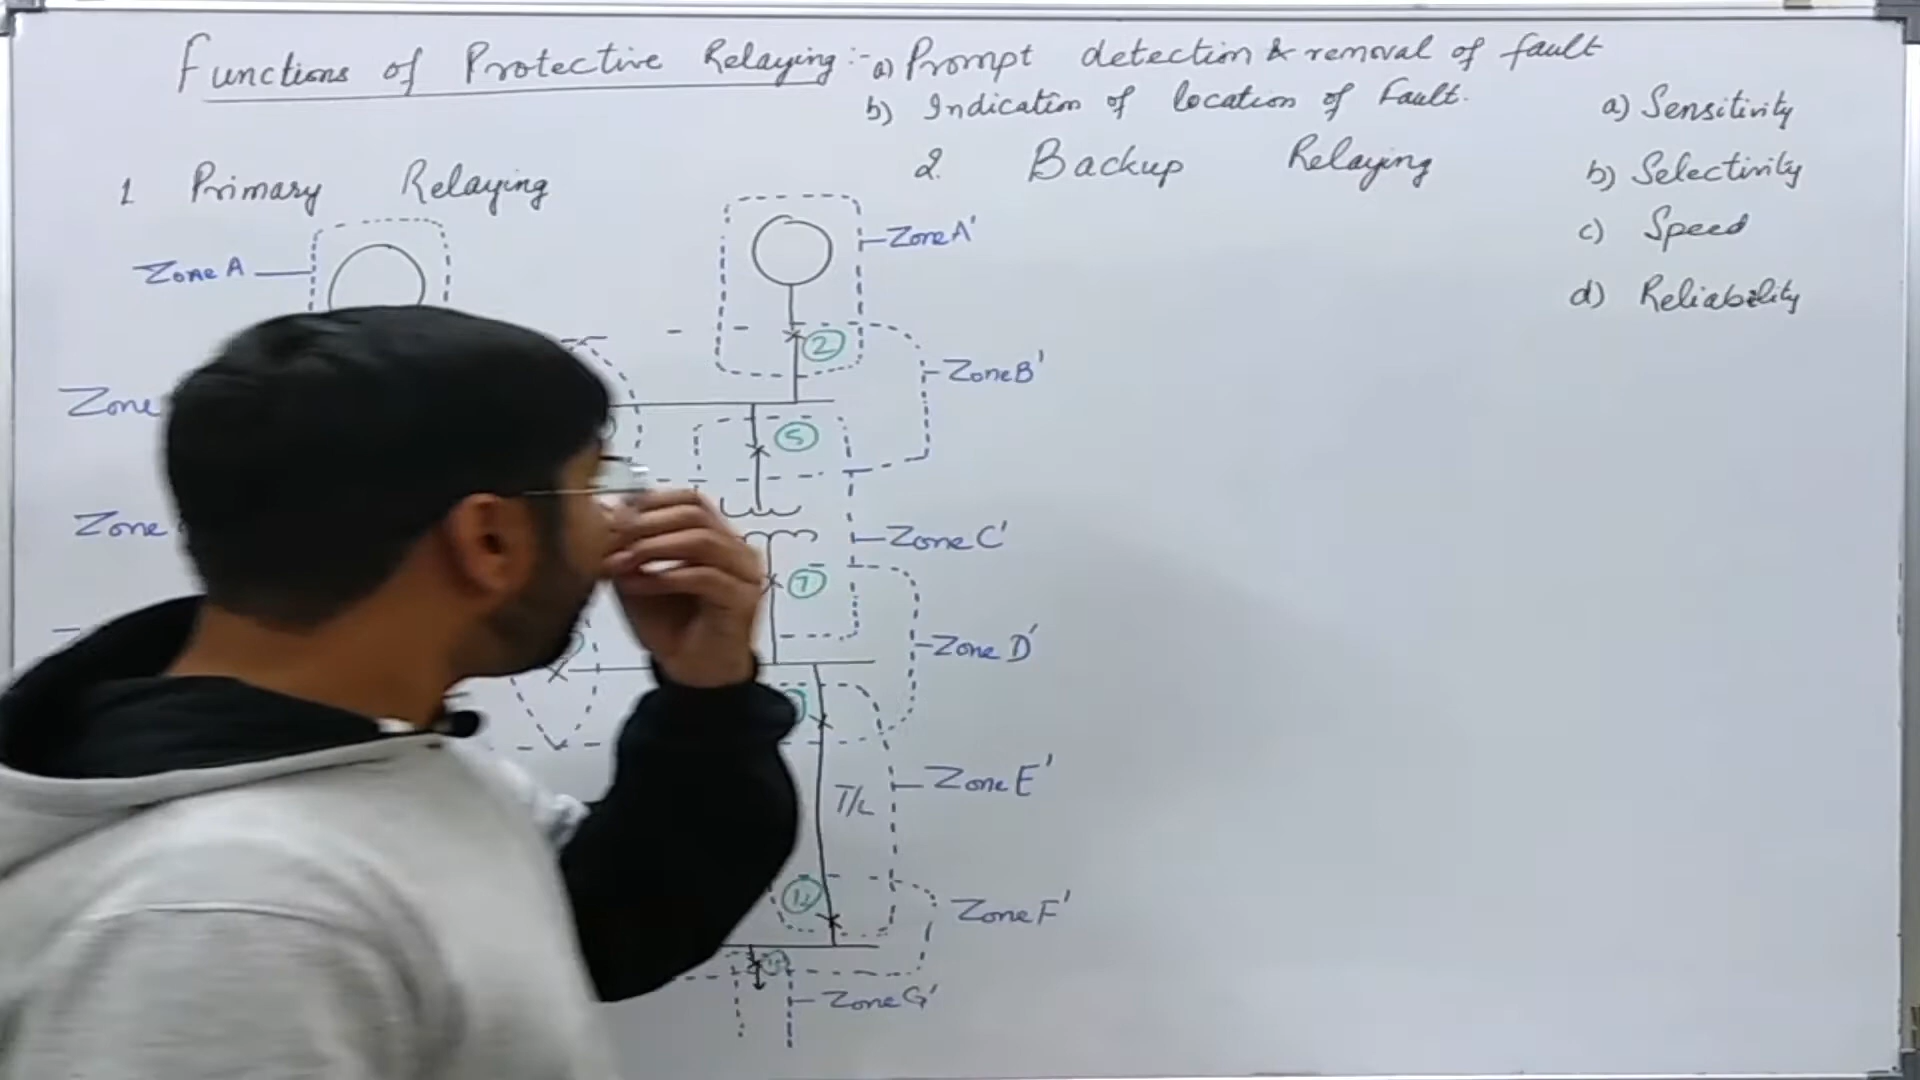 Functions of Protective Relaying :- a) Prompt detection & removal of fault
b) Indication of location of fault.
a) Sensitivity
b) Selectivity
c) Speed
d) Reliability
1 Primary Relaying
2. Backup Relaying
Zone A
Zone A'
2
Zone B'
Zone
5
Zone
Zone C'
7
Zone D'
T/L
Zone E'
12
Zone F'
Zone G'